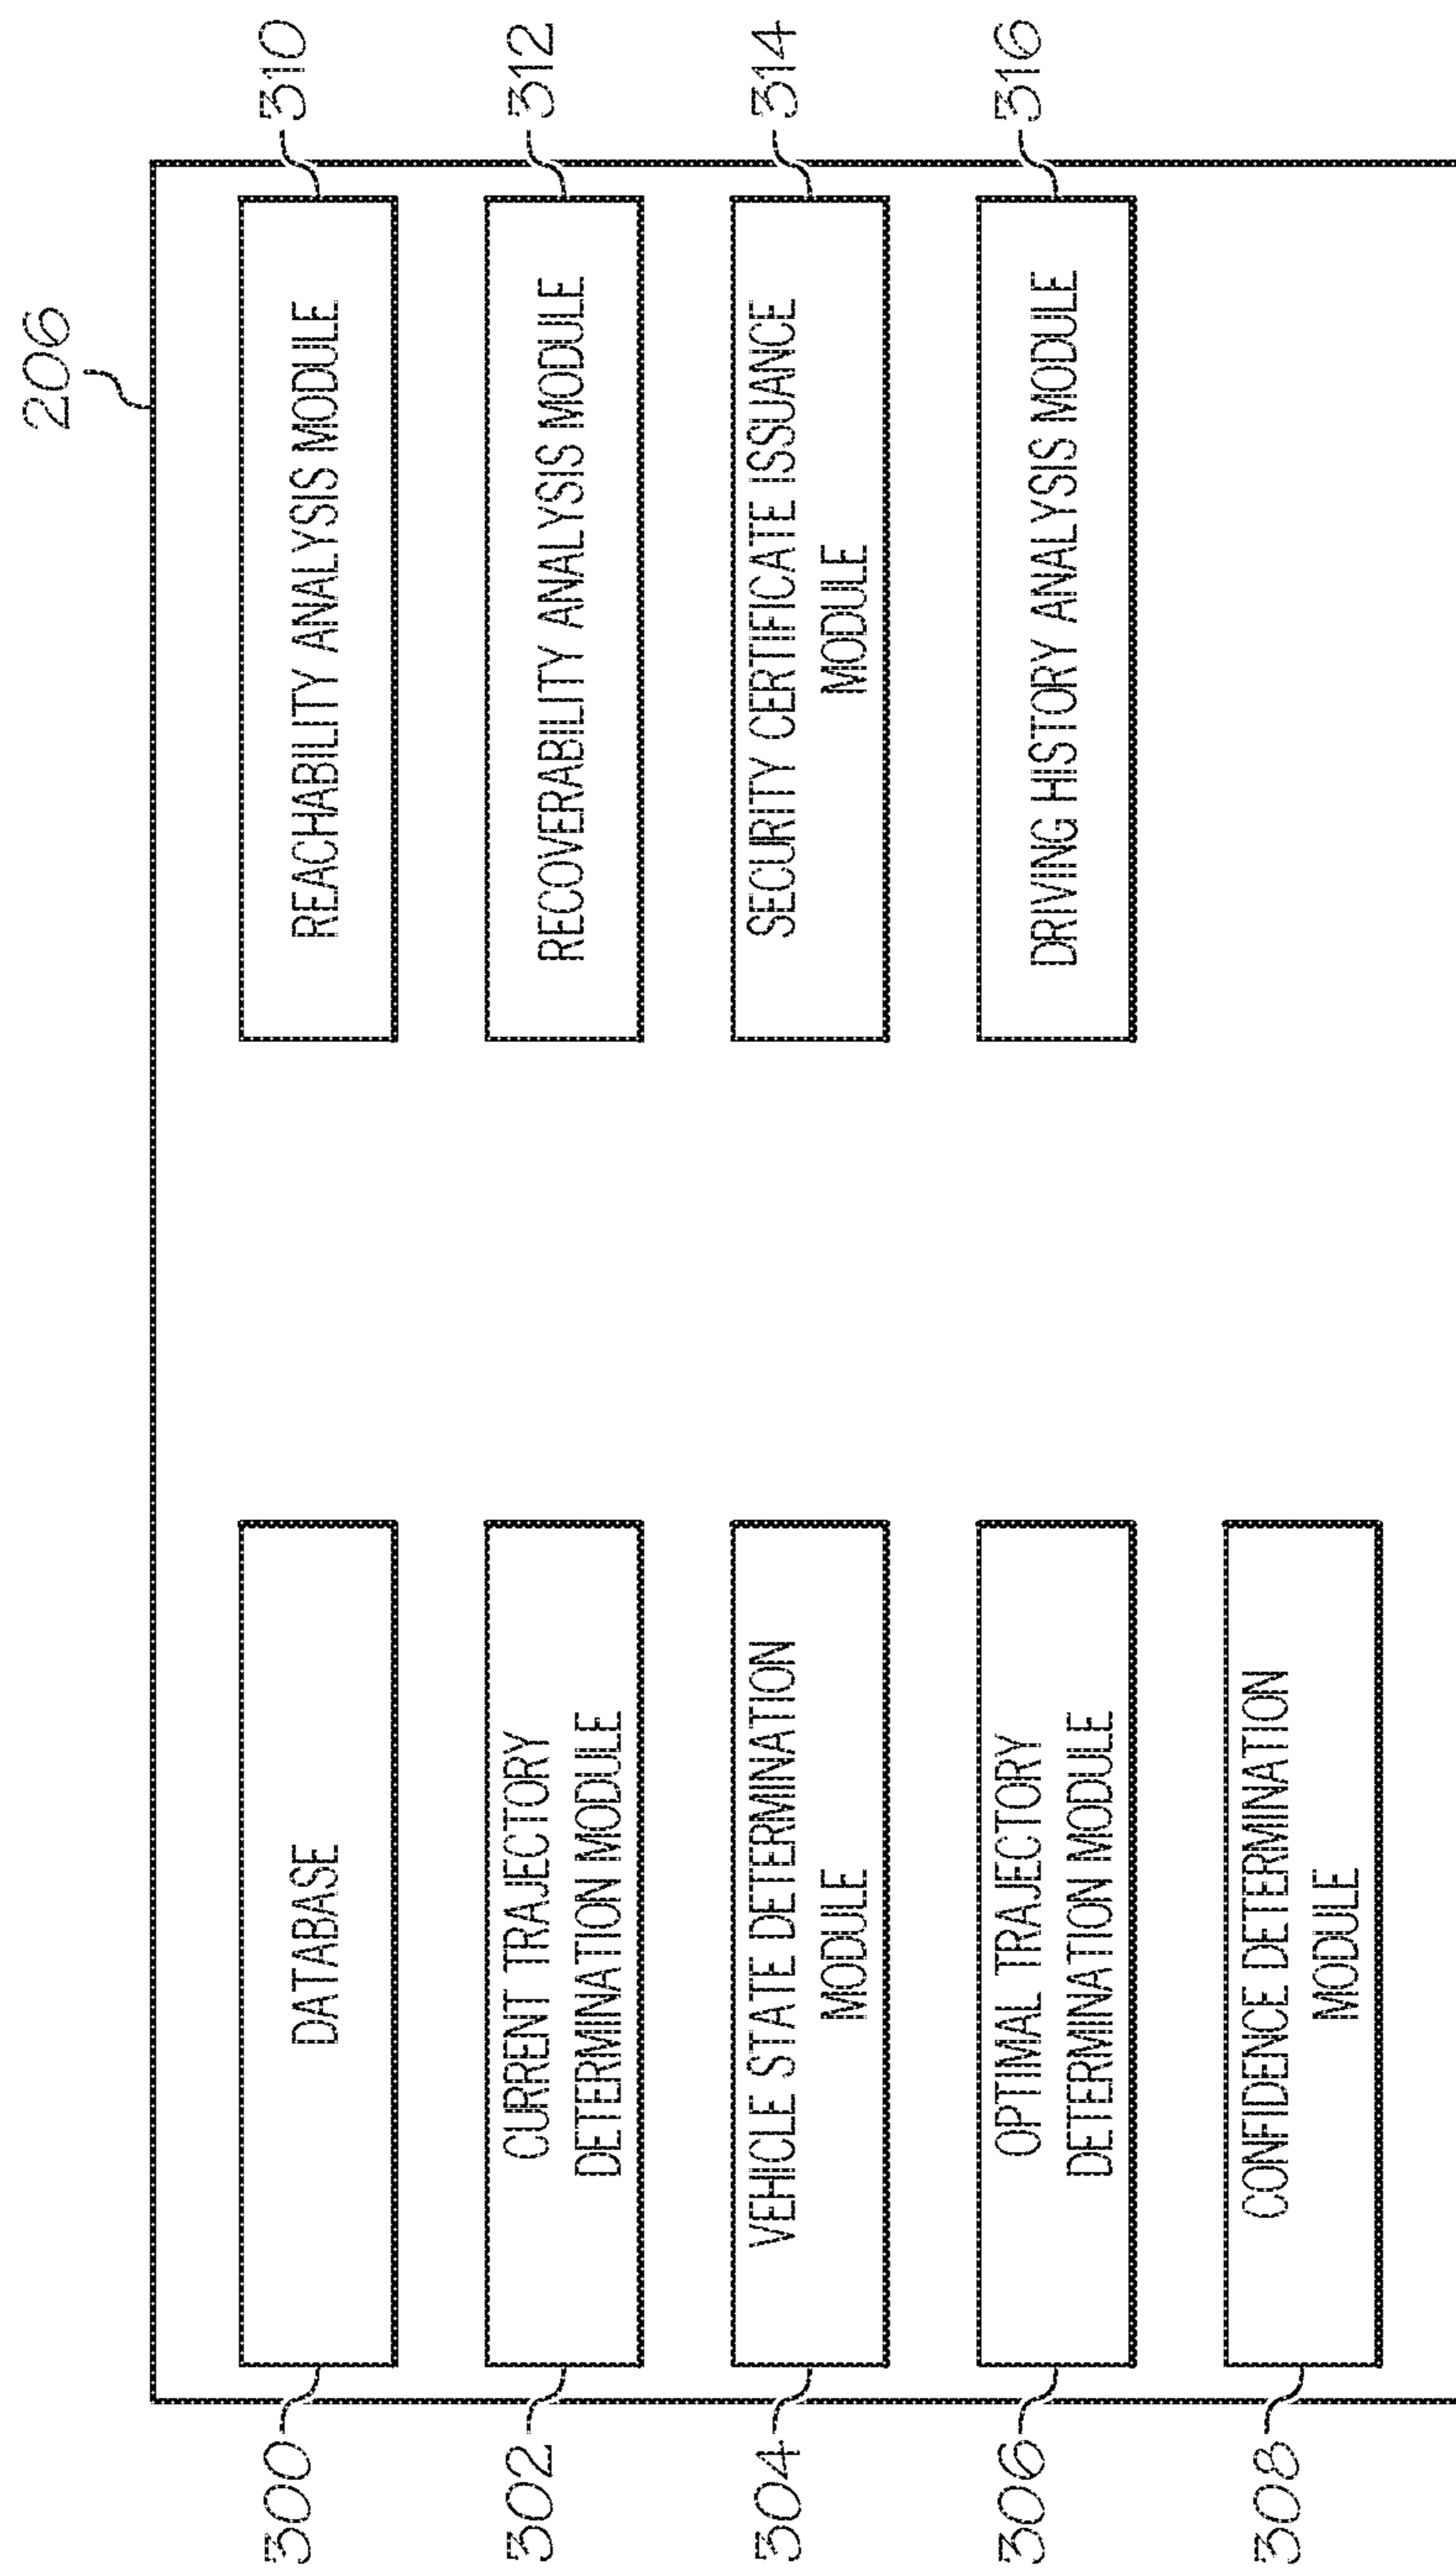 206
300
DATABASE
302
CURRENT TRAJECTORY
DETERMINATION MODULE
304
VEHICLE STATE DETERMINATION
MODULE
306
OPTIMAL TRAJECTORY
DETERMINATION MODULE
308
CONFIDENCE DETERMINATION
MODULE
310
REACHABILITY ANALYSIS MODULE
312
RECOVERABILITY ANALYSIS MODULE
314
SECURITY CERTIFICATE ISSUANCE
MODULE
316
DRIVING HISTORY ANALYSIS MODULE